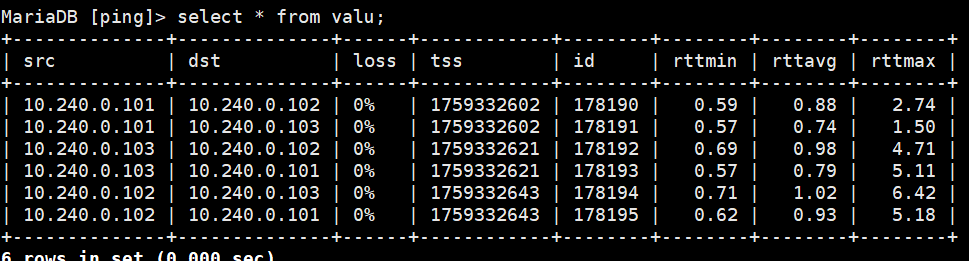 MariaDB [ping]> select * from valu;
+--------------+--------------+------+------------+--------+--------+--------+--------+
| src          | dst          | loss | tss        | id     | rttmin | rttavg | rttmax |
+--------------+--------------+------+------------+--------+--------+--------+--------+
| 10.240.0.101 | 10.240.0.102 | 0%   | 1759332602 | 178190 |   0.59 |   0.88 |   2.74 |
| 10.240.0.101 | 10.240.0.103 | 0%   | 1759332602 | 178191 |   0.57 |   0.74 |   1.50 |
| 10.240.0.103 | 10.240.0.102 | 0%   | 1759332621 | 178192 |   0.69 |   0.98 |   4.71 |
| 10.240.0.103 | 10.240.0.101 | 0%   | 1759332621 | 178193 |   0.57 |   0.79 |   5.11 |
| 10.240.0.102 | 10.240.0.103 | 0%   | 1759332643 | 178194 |   0.71 |   1.02 |   6.42 |
| 10.240.0.102 | 10.240.0.101 | 0%   | 1759332643 | 178195 |   0.62 |   0.93 |   5.18 |
+--------------+--------------+------+------------+--------+--------+--------+--------+
6 rows in set (0.000 sec)